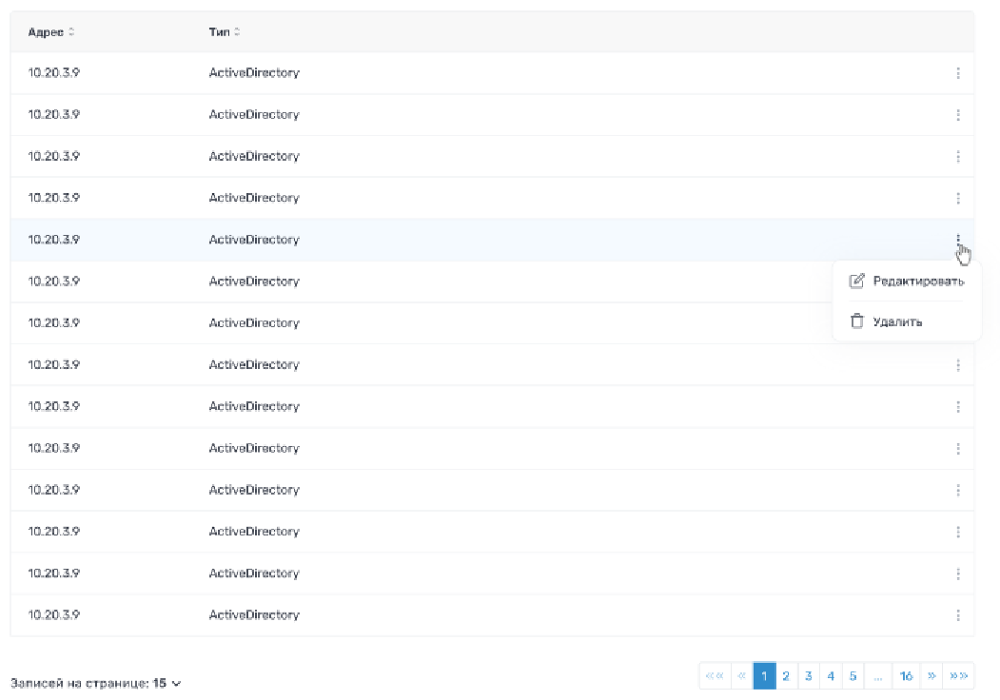 Адрес Тип
10.20.3.9 ActiveDirectory
10.20.3.9 ActiveDirectory
10.20.3.9 ActiveDirectory
10.20.3.9 ActiveDirectory
10.20.3.9 ActiveDirectory
10.20.3.9 ActiveDirectory
Редактировать
10.20.3.9 ActiveDirectory
Удалить
10.20.3.9 ActiveDirectory
10.20.3.9 ActiveDirectory
10.20.3.9 ActiveDirectory
10.20.3.9 ActiveDirectory
10.20.3.9 ActiveDirectory
10.20.3.9 ActiveDirectory
10.20.3.9 ActiveDirectory
Записей на странице: 15
«« « 1 2 3 4 5 ... 16 » »»